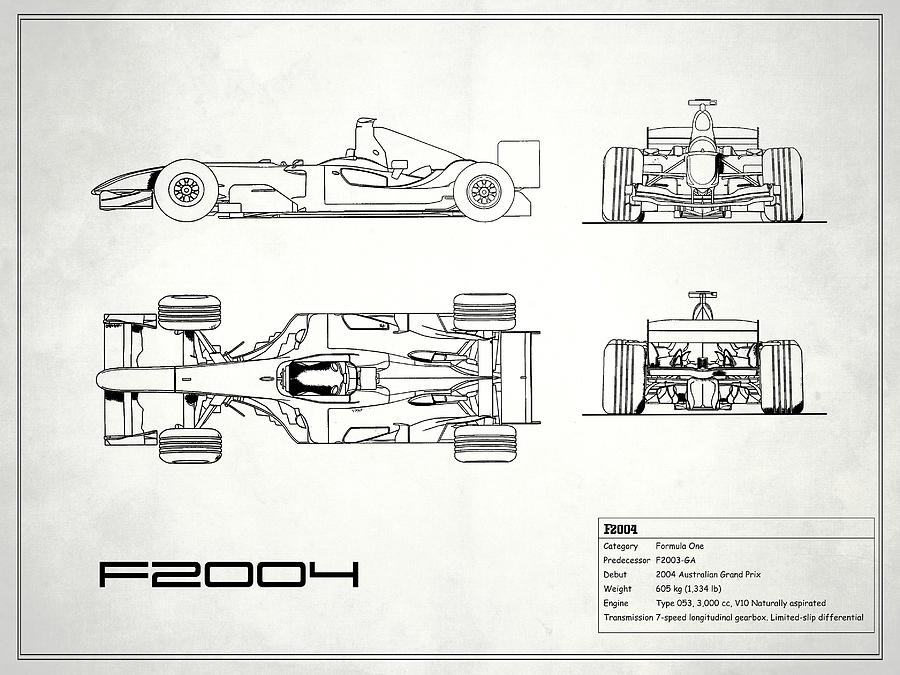 F2004
F2004
Category Formula One
Predecessor F2003-GA
Debut 2004 Australian Grand Prix
Weight 605 kg (1,334 lb)
Engine Type 053, 3,000 cc, V10 Naturally aspirated
Transmission 7-speed longitudinal gearbox. Limited-slip differential